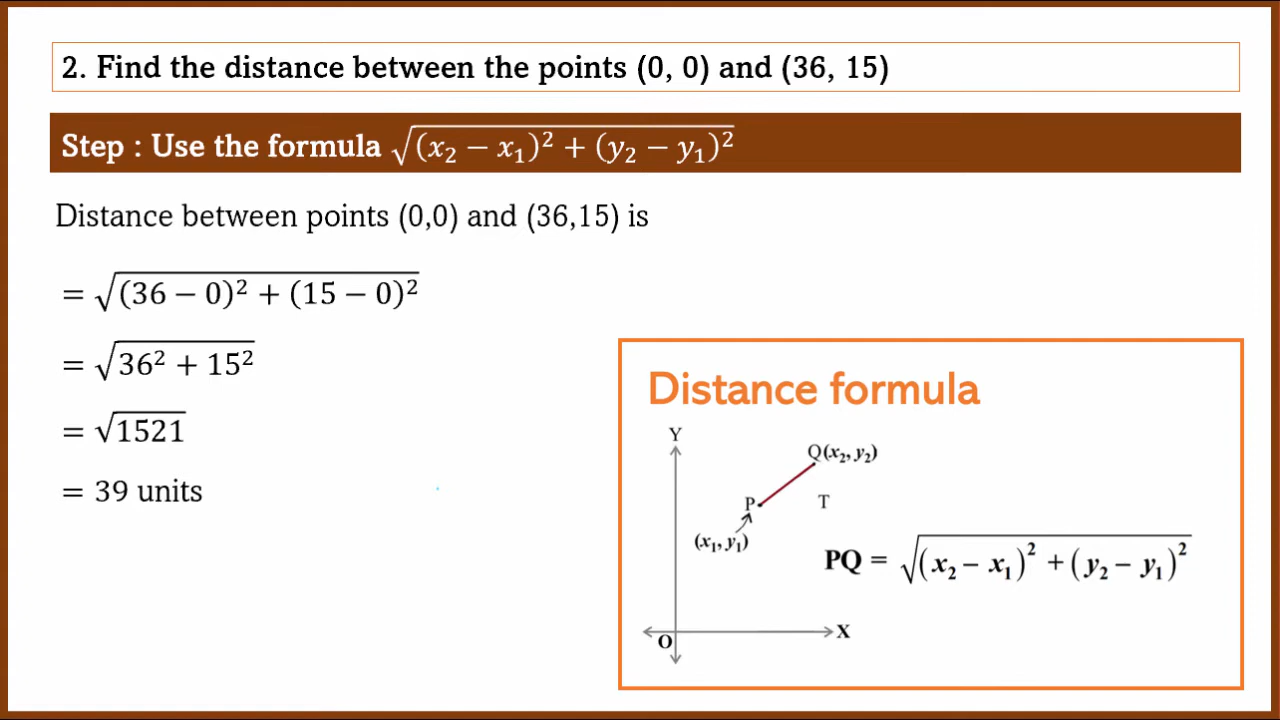 2. Find the distance between the points (0, 0) and (36, 15)
Step : Use the formula √(x₂ − x₁)² + (y₂ − y₁)²
Distance between points (0,0) and (36,15) is
= √(36 − 0)² + (15 − 0)²
= √36² + 15²
= √1521
= 39 units
Distance formula
Y
Q(x₂, y₂)
P
T
(x₁, y₁)
PQ = √(x₂ − x₁)² + (y₂ − y₁)²
X
O